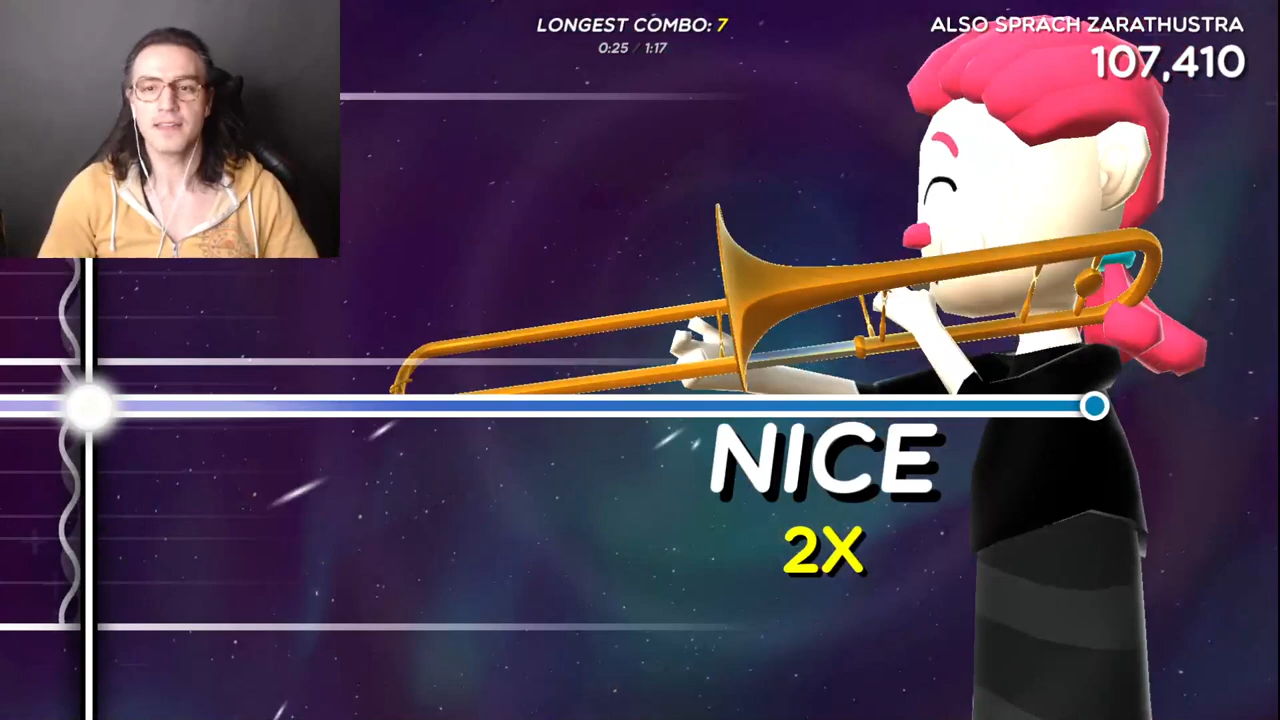 LONGEST COMBO: 7
0:25 / 1:17
ALSO SPRACH ZARATHUSTRA
107,410
NICE
2X